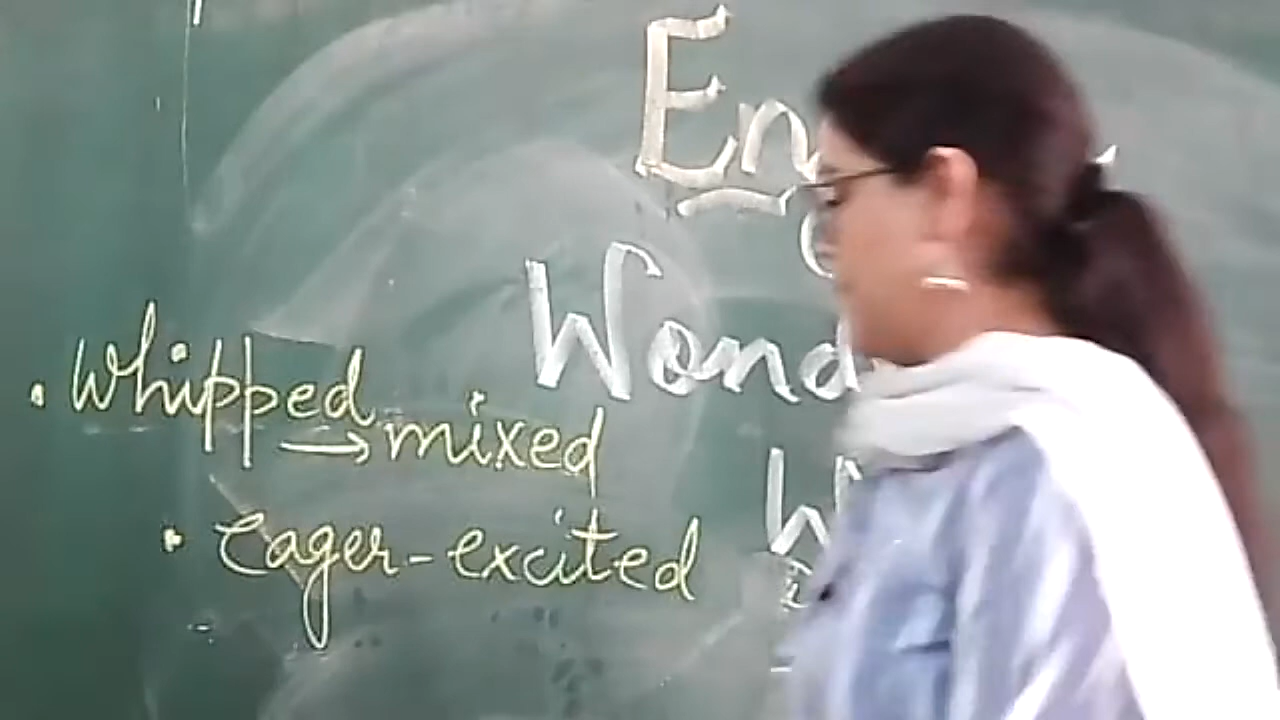 En
Wond
• Whipped → mixed
• Eager - excited